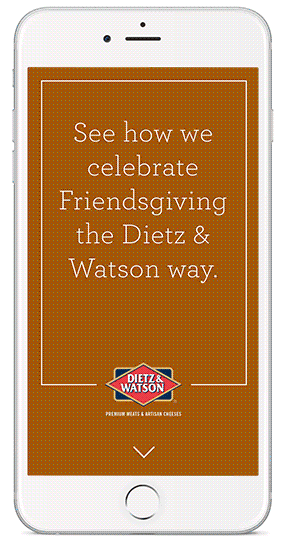 See how we
celebrate
Friendsgiving
the Dietz &
Watson way.
DIETZ &
WATSON
PREMIUM MEATS & ARTISAN CHEESES